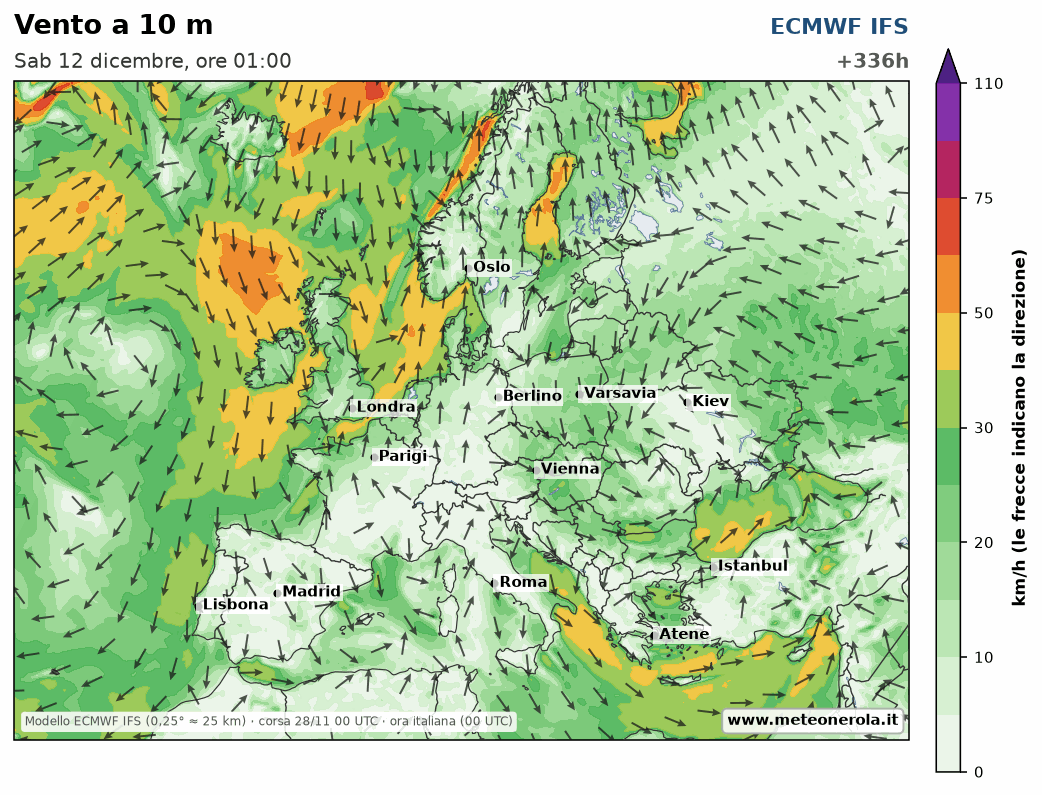 Vento a 10 m
ECMWF IFS
Sab 12 dicembre, ore 01:00
+336h
110
75
50
30
20
10
0
km/h (le frecce indicano la direzione)
Oslo
Londra
Berlino
Varsavia
Kiev
Parigi
Vienna
Istanbul
Roma
Madrid
Lisbona
Atene
Modello ECMWF IFS (0,25° ≈ 25 km) · corsa 28/11 00 UTC · ora italiana (00 UTC)
www.meteonerola.it